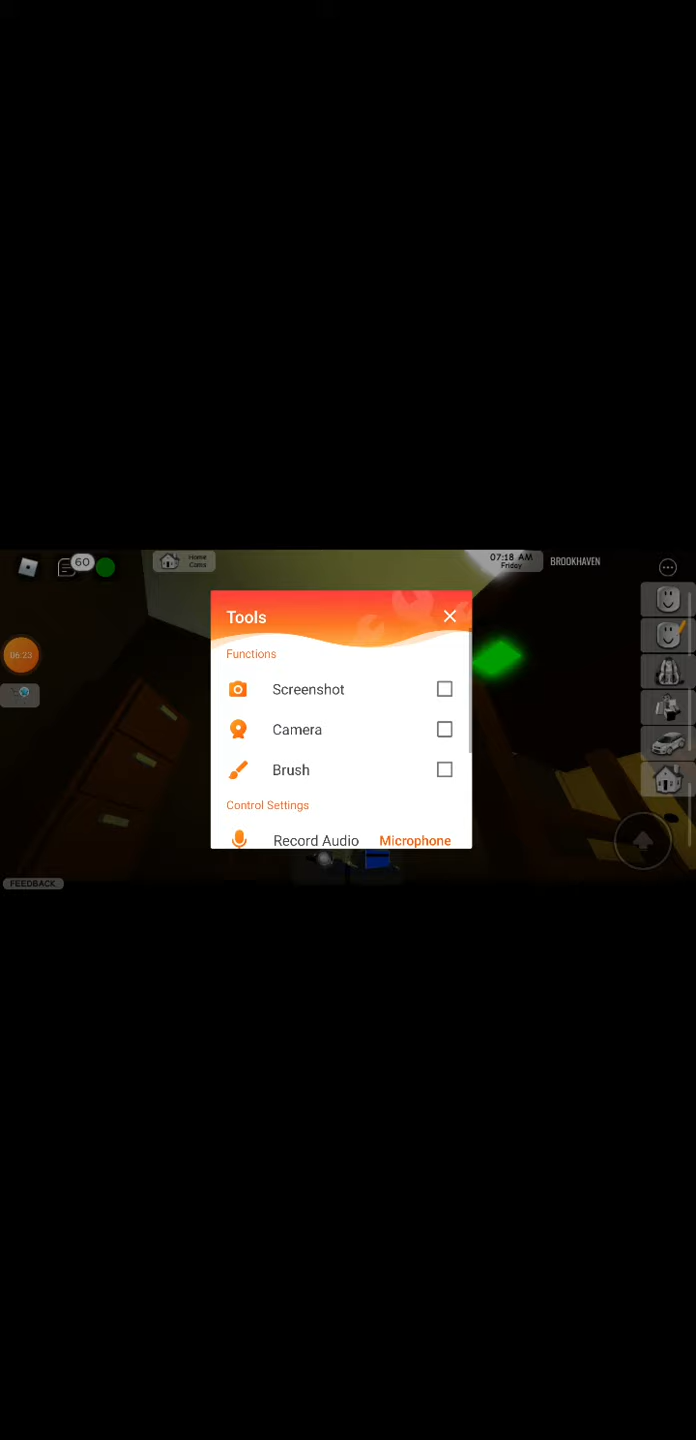 60
Home
Cams
07:18 AM
Friday
BROOKHAVEN
Tools
Functions
06:23
Screenshot
Camera
Brush
Control Settings
Record Audio Microphone
FEEDBACK